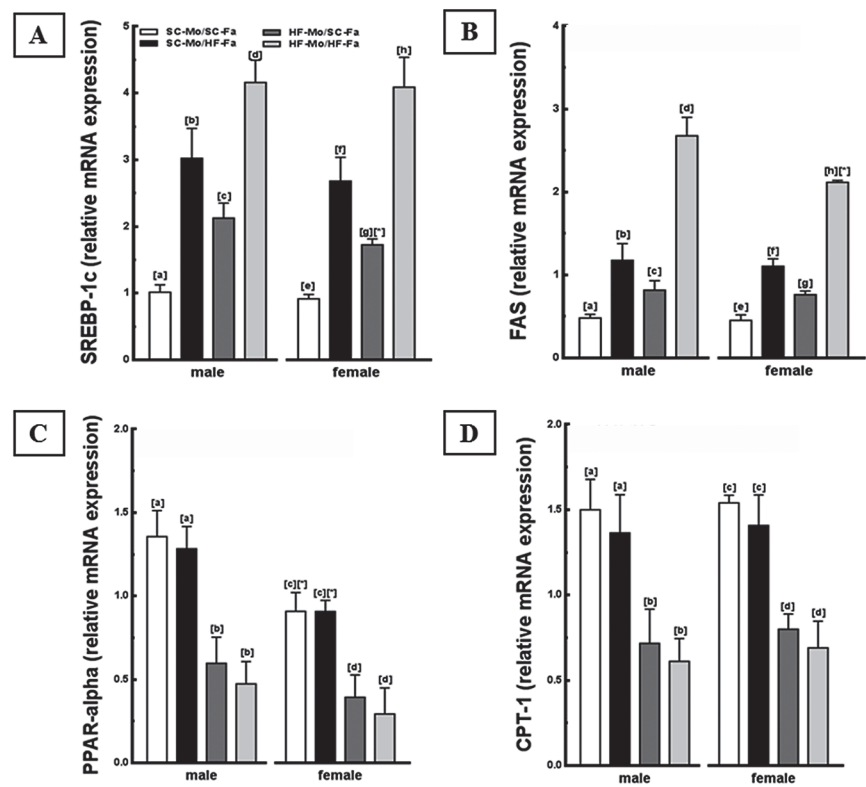 A
SREBP-1c (relative mRNA expression)
5
4
3
2
1
0
SC-Mo/SC-Fa
SC-Mo/HF-Fa
HF-Mo/SC-Fa
HF-Mo/HF-Fa
[a]
[b]
[c]
[d]
[e]
[f]
[g][*]
[h]
male
female
B
FAS (relative mRNA expression)
4
3
2
1
0
[a]
[b]
[c]
[d]
[e]
[f]
[g]
[h][*]
male
female
C
PPAR-alpha (relative mRNA expression)
1.5
1.0
0.5
0.0
[a]
[a]
[b]
[b]
[c][*]
[c][*]
[d]
[d]
male
female
D
CPT-1 (relative mRNA expression)
2.0
1.5
1.0
0.5
0.0
[a]
[a]
[b]
[b]
[c]
[c]
[d]
[d]
male
female